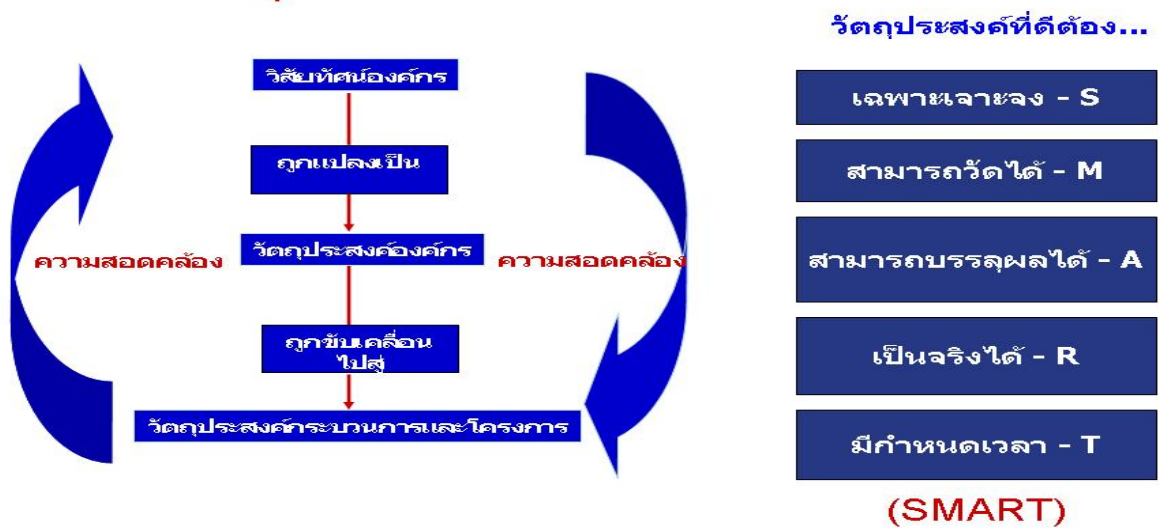 วิสัยทัศน์องค์กร
ถูกแปลงเป็น
วัตถุประสงค์องค์กร
ความสอดคล้อง
ความสอดคล้อง
ถูกขับเคลื่อน
ไปสู่
วัตถุประสงค์กระบวนการและโครงการ
วัตถุประสงค์ที่ดีต้อง...
เฉพาะเจาะจง - S
สามารถวัดได้ - M
สามารถบรรลุผลได้ - A
เป็นจริงได้ - R
มีกำหนดเวลา - T
(SMART)